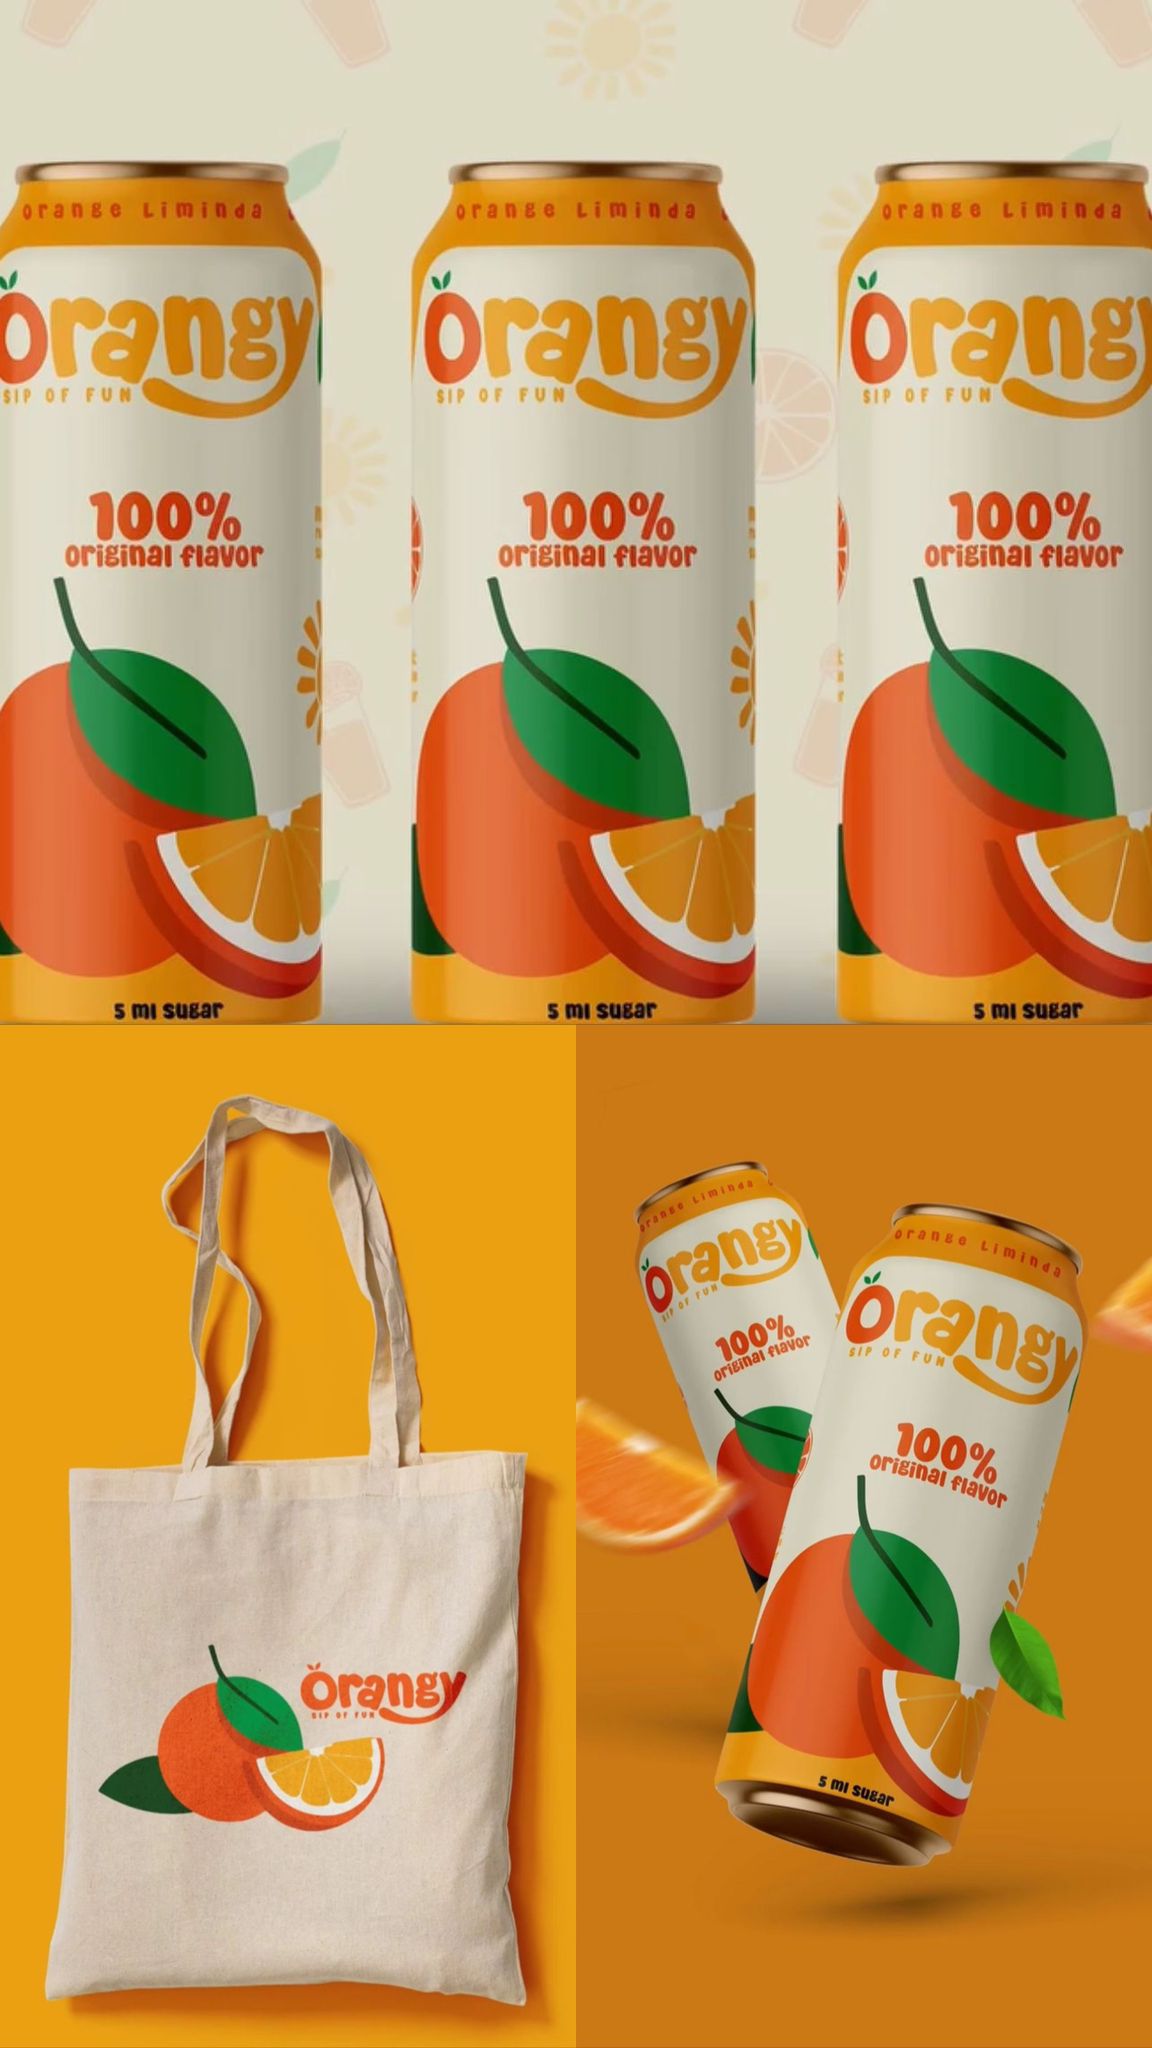 Orange Liminda
Orange Liminda
Orange Liminda
Orangy
SIP OF FUN
Orangy
SIP OF FUN
Orangy
SIP OF FUN
100%
original flavor
100%
original flavor
100%
original flavor
5 ml sugar
5 ml sugar
5 ml sugar
Orangy
SIP OF FUN
Orange Liminda
Orangy
SIP OF FUN
100%
original flavor
Orange Liminda
Orangy
SIP OF FUN
100%
original flavor
5 ml sugar